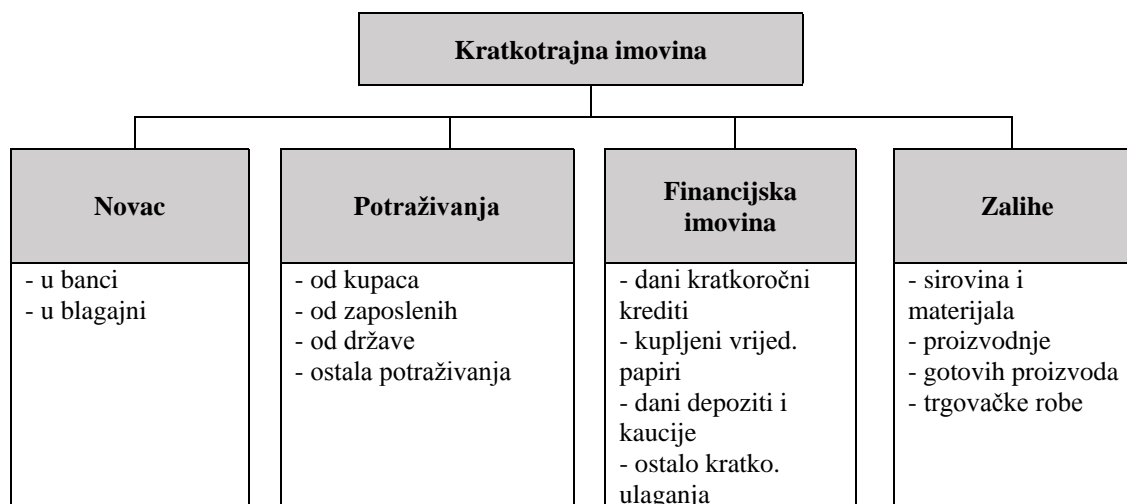 Kratkotrajna imovina
Novac
- u banci
- u blagajni
Potraživanja
- od kupaca
- od zaposlenih
- od države
- ostala potraživanja
Financijska
imovina
- dani kratkoročni
krediti
- kupljeni vrijed.
papiri
- dani depoziti i
kaucije
- ostalo kratko.
ulaganja
Zalihe
- sirovina i
materijala
- proizvodnje
- gotovih proizvoda
- trgovačke robe